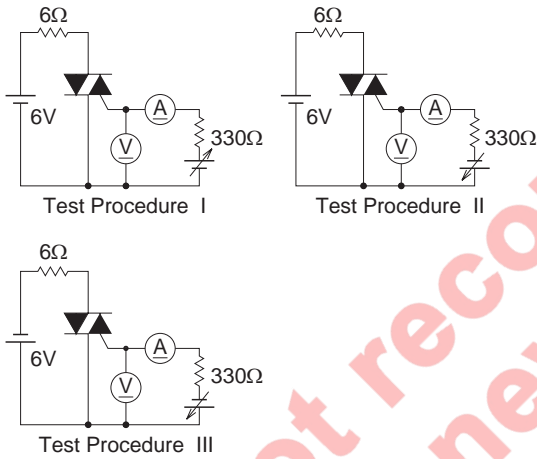 6Ω 6Ω
6V A 330Ω 6V A 330Ω
V V
Test Procedure I Test Procedure II
6Ω
6V A 330Ω
V
Test Procedure III